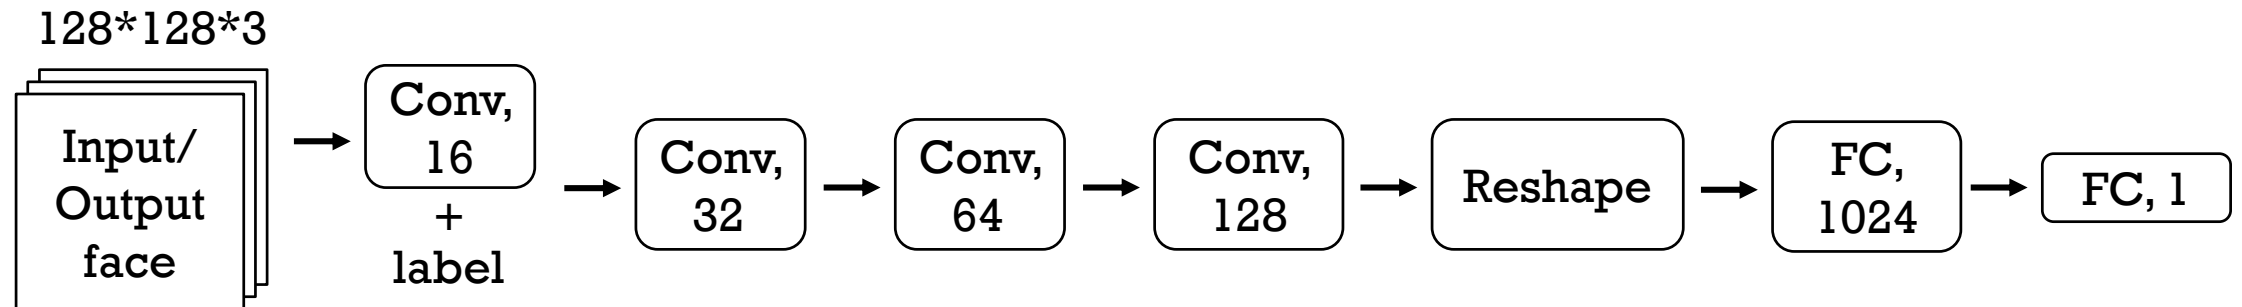 128*128*3
Input/
Output
face
Conv,
16
+
label
Conv,
32
Conv,
64
Conv,
128
Reshape
FC,
1024
FC, 1